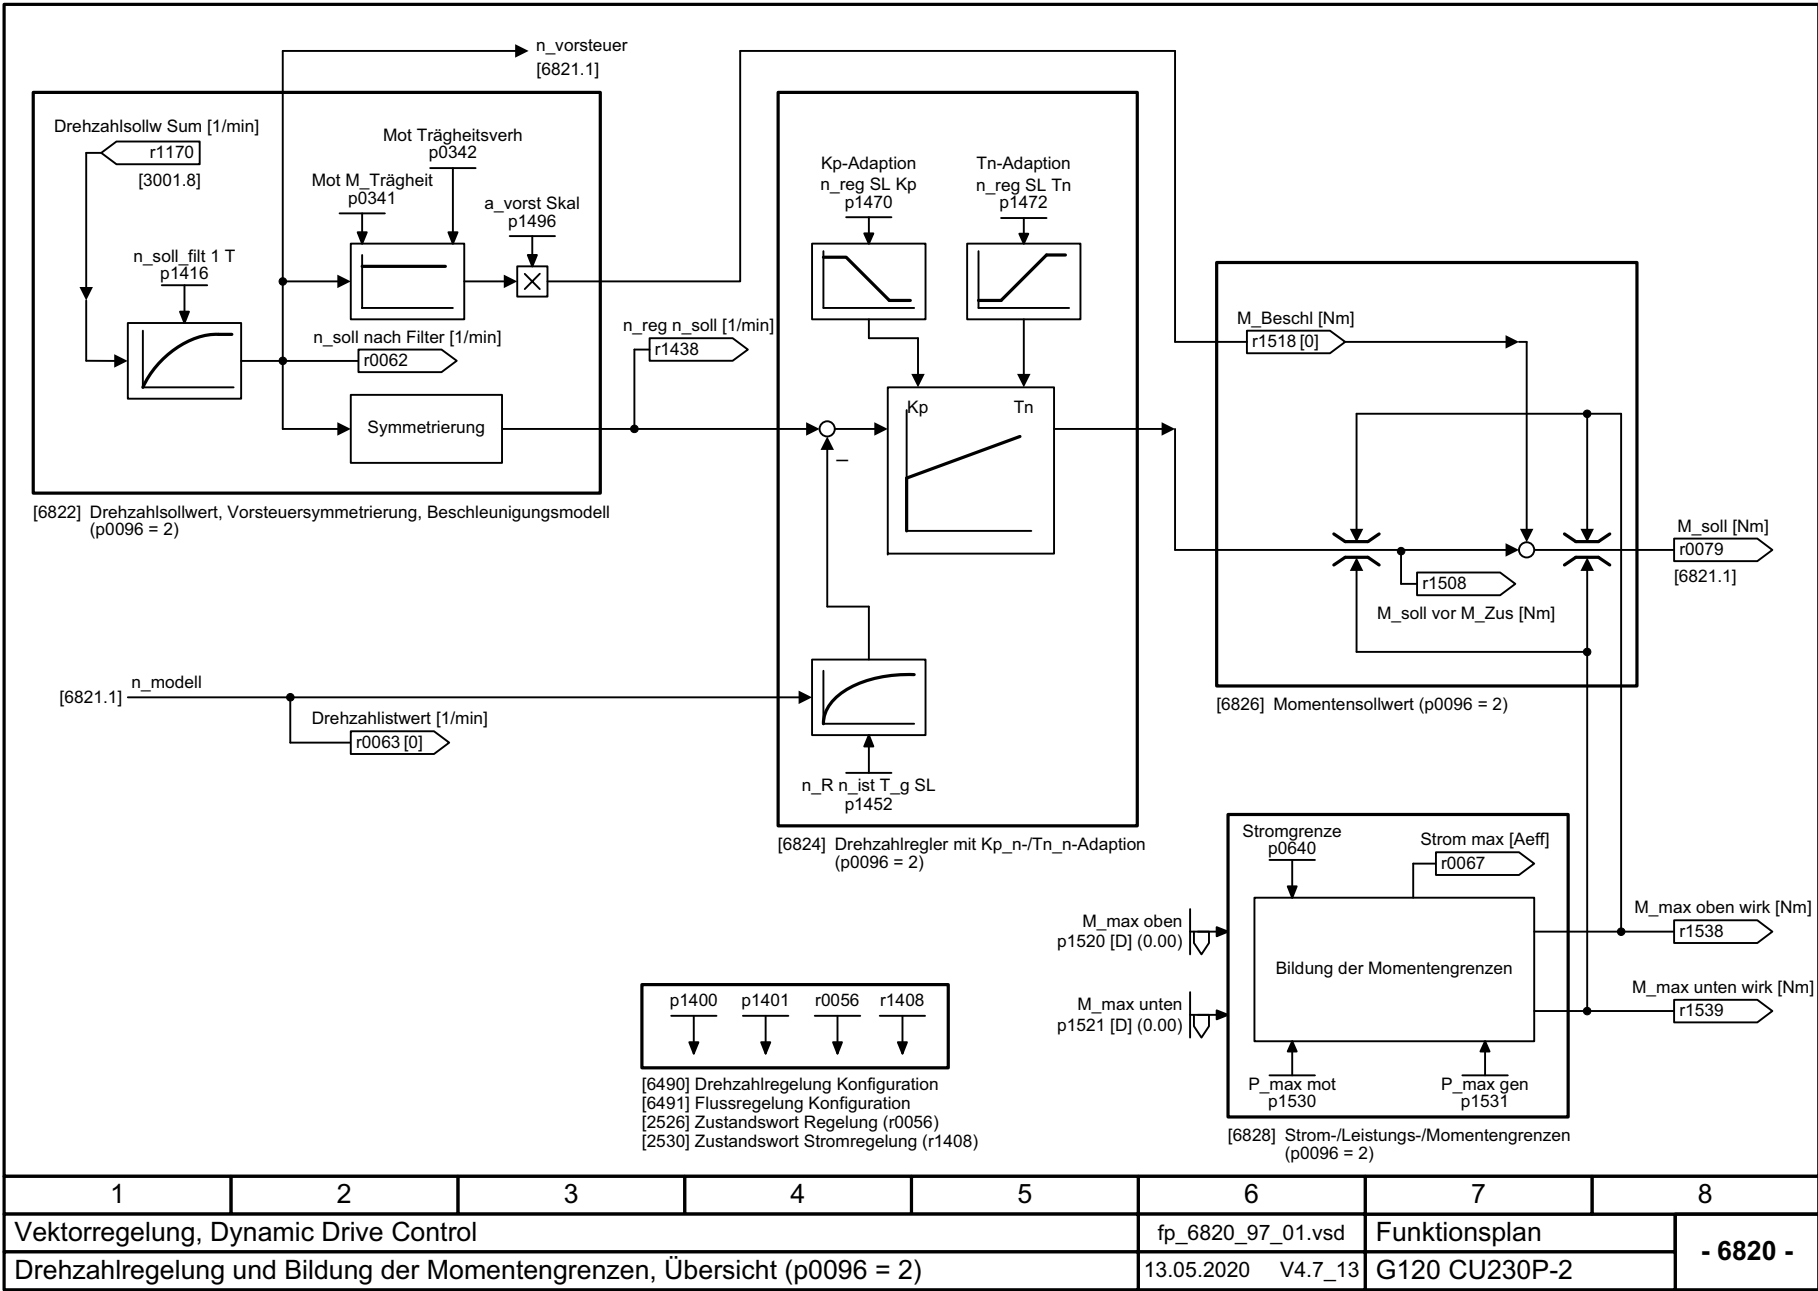 n_vorsteuer
[6821.1]
Drehzahlsollw Sum [1/min]
r1170
[3001.8]
Mot Trägheitsverh
p0342
Mot M_Trägheit
p0341
a_vorst Skal
p1496
n_soll_filt 1 T
p1416
n_soll nach Filter [1/min]
r0062
Symmetrierung
n_reg n_soll [1/min]
r1438
[6822] Drehzahlsollwert, Vorsteuersymmetrierung, Beschleunigungsmodell
(p0096 = 2)
Kp-Adaption
n_reg SL Kp
p1470
Tn-Adaption
n_reg SL Tn
p1472
Kp Tn
–
[6821.1] n_modell
Drehzahlistwert [1/min]
r0063 [0]
n_R n_ist T_g SL
p1452
[6824] Drehzahlregler mit Kp_n-/Tn_n-Adaption
(p0096 = 2)
M_Beschl [Nm]
r1518 [0]
r1508
M_soll vor M_Zus [Nm]
M_soll [Nm]
r0079
[6821.1]
[6826] Momentensollwert (p0096 = 2)
Stromgrenze
p0640
Strom max [Aeff]
r0067
M_max oben
p1520 [D] (0.00)
M_max unten
p1521 [D] (0.00)
Bildung der Momentengrenzen
M_max oben wirk [Nm]
r1538
M_max unten wirk [Nm]
r1539
P_max mot
p1530
P_max gen
p1531
[6828] Strom-/Leistungs-/Momentengrenzen
(p0096 = 2)
p1400 p1401 r0056 r1408
[6490] Drehzahlregelung Konfiguration
[6491] Flussregelung Konfiguration
[2526] Zustandswort Regelung (r0056)
[2530] Zustandswort Stromregelung (r1408)
1 2 3 4 5 6 7 8
Vektorregelung, Dynamic Drive Control
fp_6820_97_01.vsd
Funktionsplan
- 6820 -
Drehzahlregelung und Bildung der Momentengrenzen, Übersicht (p0096 = 2)
13.05.2020 V4.7_13
G120 CU230P-2